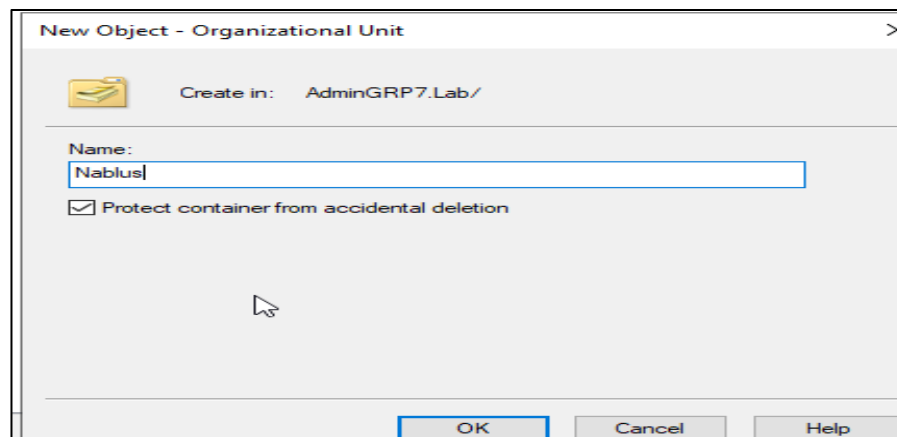 New Object - Organizational Unit
Create in: AdminGRP7.Lab/
Name:
Nablus
Protect container from accidental deletion
OK Cancel Help